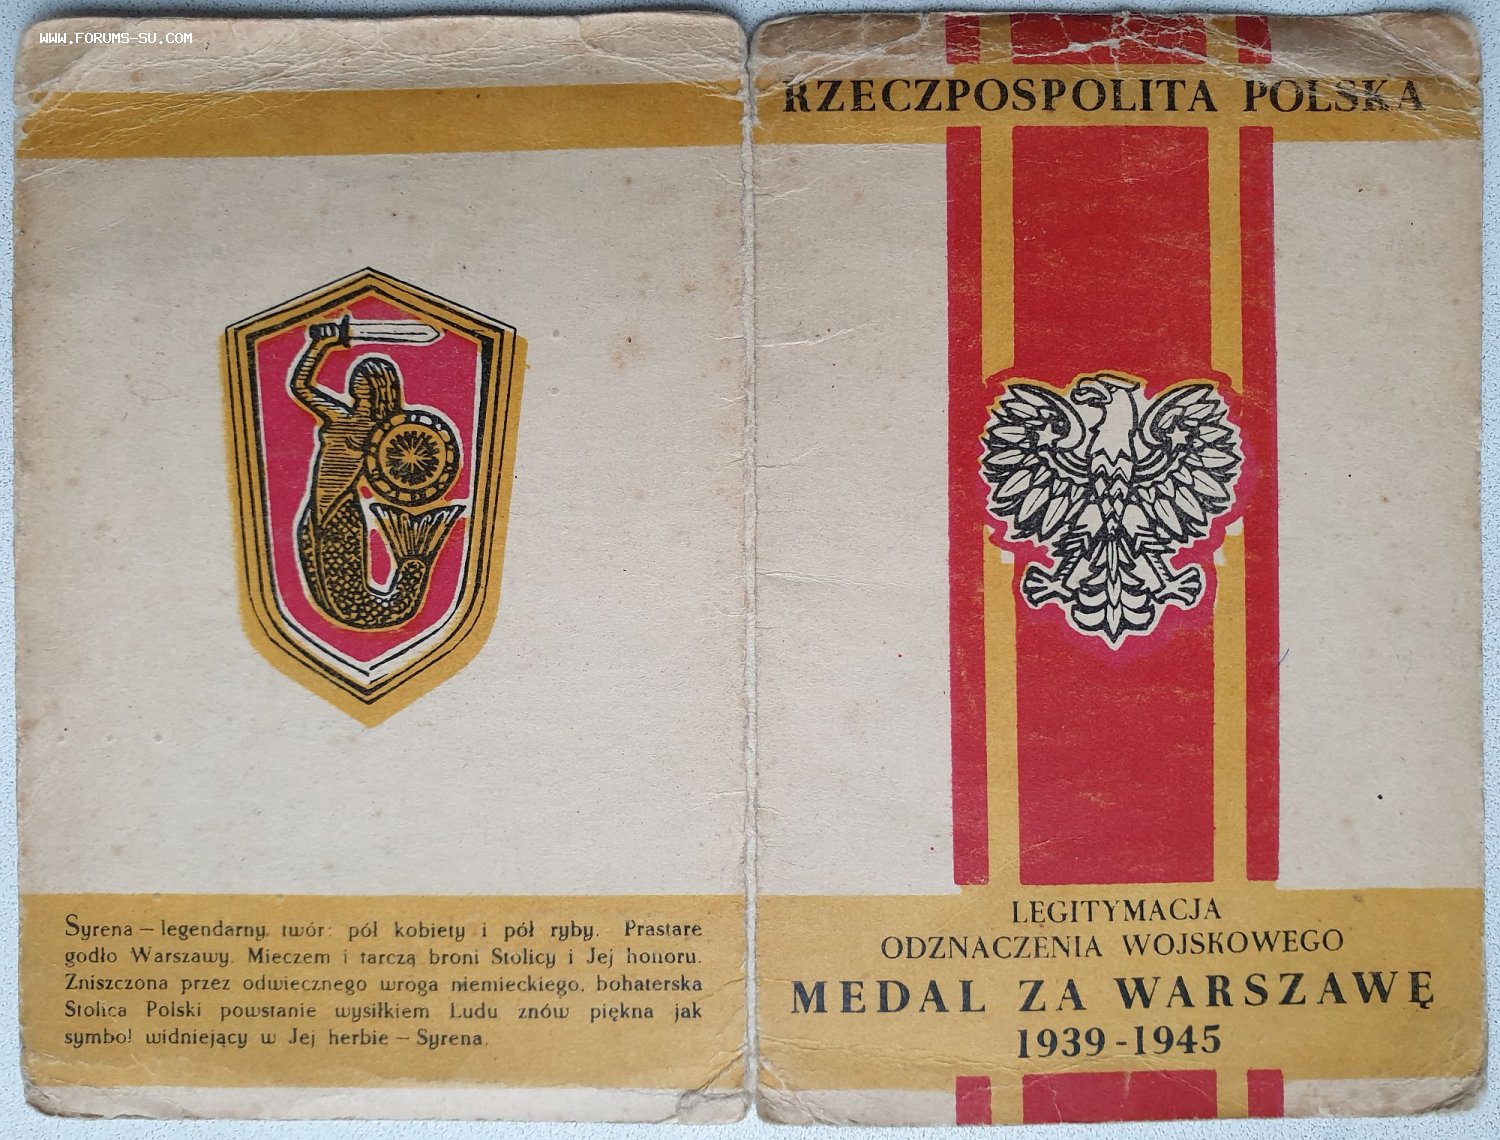 WWW.FORUMS-SU.COM
Syrena – legendarny twór: pół kobiety i pół ryby. Prastare
godło Warszawy. Mieczem i tarczą broni Stolicy i Jej honoru.
Zniszczona przez odwiecznego wroga niemieckiego, bohaterska
Stolica Polski powstanie wysiłkiem Ludu znów piękna jak
symbol widniejący w Jej herbie – Syrena.
RZECZPOSPOLITA POLSKA
LEGITYMACJA
ODZNACZENIA WOJSKOWEGO
MEDAL ZA WARSZAWĘ
1939-1945